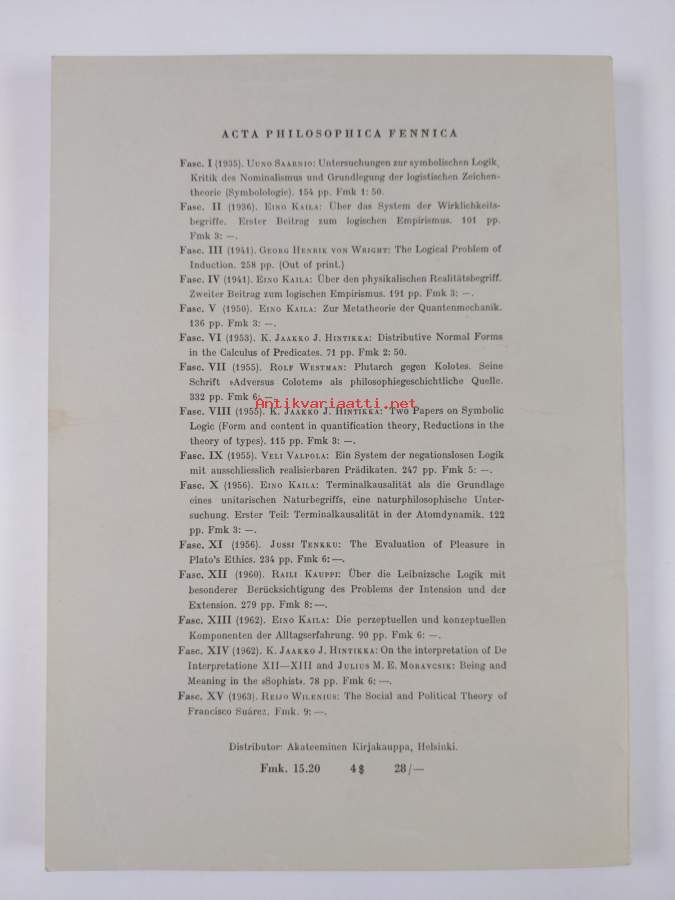 ACTA PHILOSOPHICA FENNICA
Fasc. I (1935). Uuno Saarnio: Untersuchungen zur symbolischen Logik.
Kritik des Nominalismus und Grundlegung der logistischen Zeichen-
theorie (Symbolologie). 154 pp. Fmk 1: 50.
Fasc. II (1936). Eino Kaila: Über das System der Wirklichkeits-
begriffe. Erster Beitrag zum logischen Empirismus. 101 pp.
Fmk 3: —.
Fasc. III (1941). Georg Henrik von Wright: The Logical Problem of
Induction. 258 pp. (Out of print.)
Fasc. IV (1941). Eino Kaila: Über den physikalischen Realitätsbegriff.
Zweiter Beitrag zum logischen Empirismus. 191 pp. Fmk 3: —.
Fasc. V (1950). Eino Kaila: Zur Metatheorie der Quantenmechanik.
136 pp. Fmk 3: —.
Fasc. VI (1953). K. Jaakko J. Hintikka: Distributive Normal Forms
in the Calculus of Predicates. 71 pp. Fmk 2: 50.
Fasc. VII (1955). Rolf Westman: Plutarch gegen Kolotes. Seine
Schrift »Adversus Colotem» als philosophiegeschichtliche Quelle.
332 pp. Fmk 6: —
Antikvariaatti.net
Fasc. VIII (1955). K. Jaakko J. Hintikka: Two Papers on Symbolic
Logic (Form and content in quantification theory, Reductions in the
theory of types). 115 pp. Fmk 3: —.
Fasc. IX (1955). Veli Valpola: Ein System der negationslosen Logik
mit ausschliesslich realisierbaren Prädikaten. 247 pp. Fmk 5: —.
Fasc. X (1956). Eino Kaila: Terminalkausalität als die Grundlage
eines unitarischen Naturbegriffs, eine naturphilosophische Unter-
suchung. Erster Teil: Terminalkausalität in der Atomdynamik. 122
pp. Fmk 3: —.
Fasc. XI (1956). Jussi Tenkku: The Evaluation of Pleasure in
Plato's Ethics. 234 pp. Fmk 6: —.
Fasc. XII (1960). Raili Kauppi: Über die Leibnizsche Logik mit
besonderer Berücksichtigung des Problems der Intension und der
Extension. 279 pp. Fmk 8: —.
Fasc. XIII (1962). Eino Kaila: Die perzeptuellen und konzeptuellen
Komponenten der Alltagserfahrung. 90 pp. Fmk 6: —.
Fasc. XIV (1962). K. Jaakko J. Hintikka: On the interpretation of De
Interpretatione XII—XIII and Julius M. E. Moravcsik: Being and
Meaning in the »Sophist». 78 pp. Fmk 6: —.
Fasc. XV (1963). Reijo Wilenius: The Social and Political Theory of
Francisco Suárez. Fmk. 9: —.
Distributor: Akateeminen Kirjakauppa, Helsinki.
Fmk. 15.20 4 $ 28/—